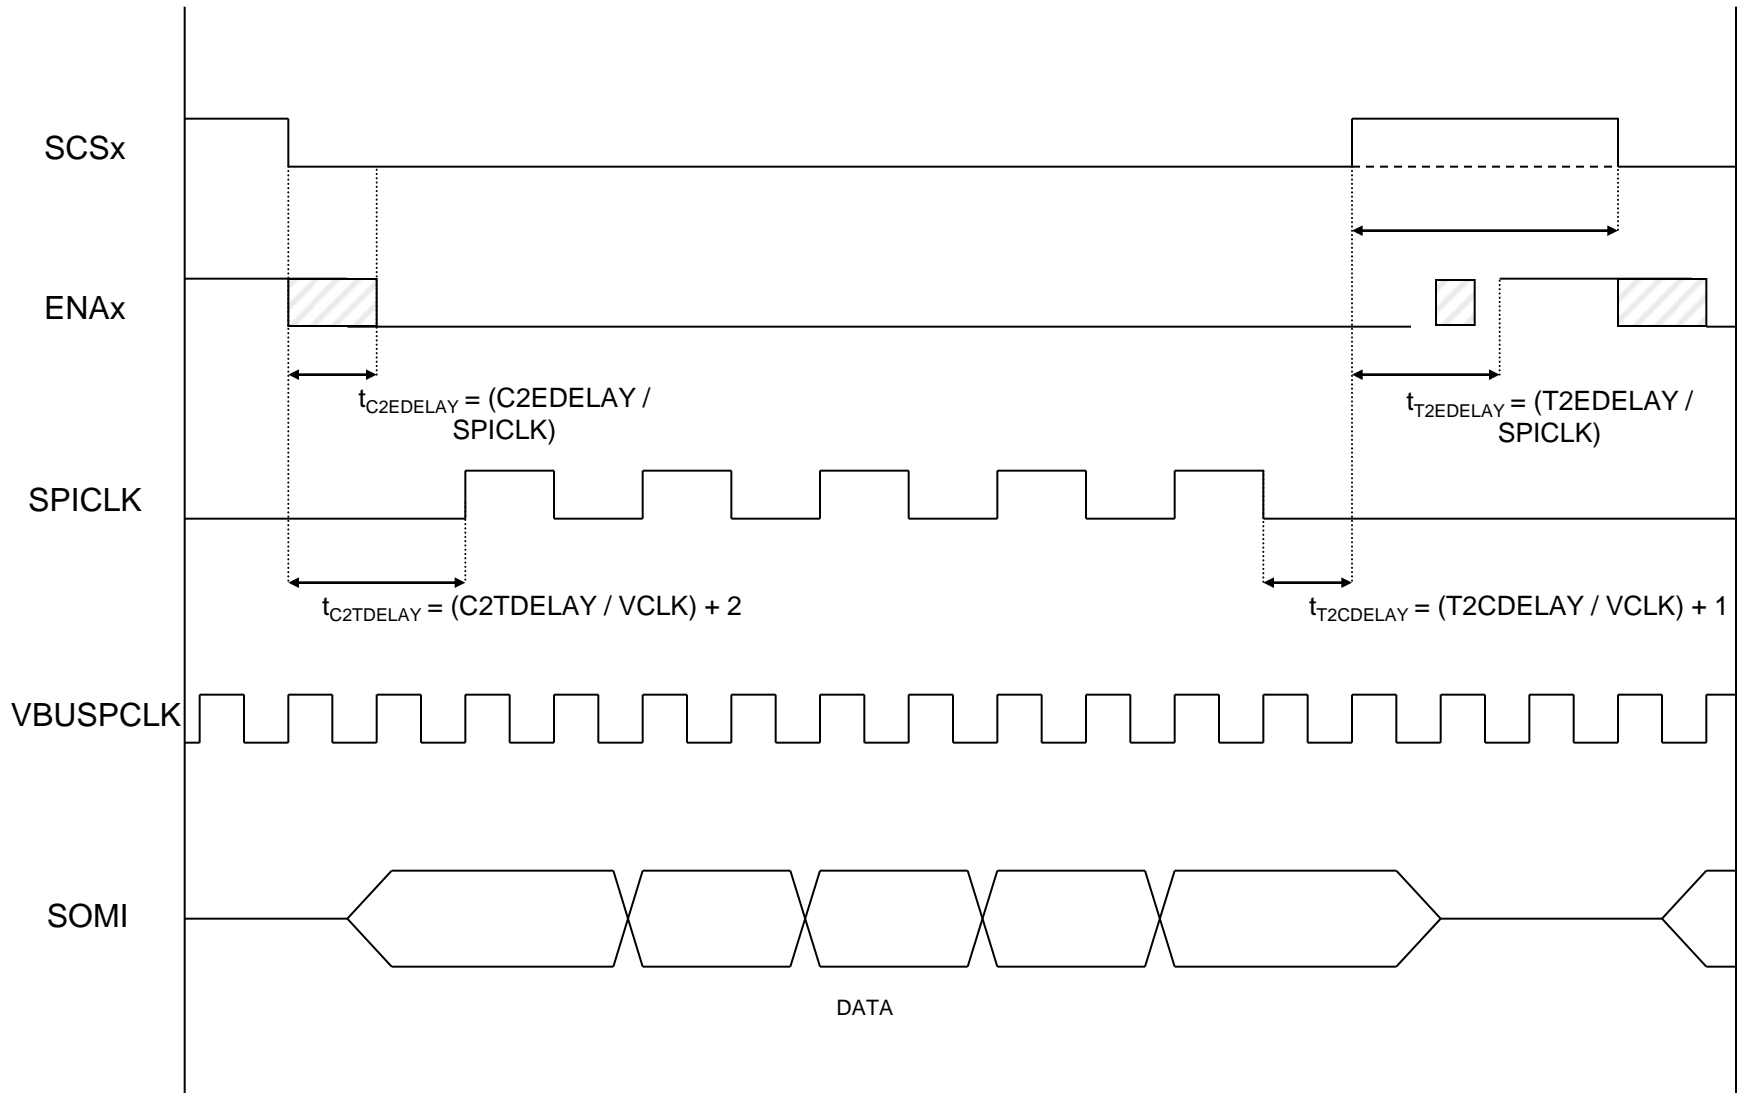 SCSx
ENAx
tC2EDELAY = (C2EDELAY /
SPICLK)
tT2EDELAY = (T2EDELAY /
SPICLK)
SPICLK
tC2TDELAY = (C2TDELAY / VCLK) + 2
tT2CDELAY = (T2CDELAY / VCLK) + 1
VBUSPCLK
SOMI
DATA